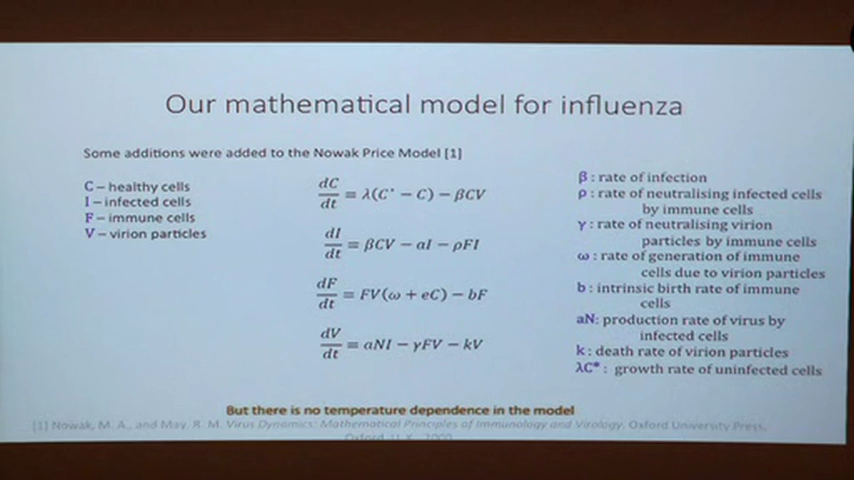 Our mathematical model for influenza
Some additions were added to the Nowak Price Model [1]
C – healthy cells
I – infected cells
F – immune cells
V – virion particles
dC/dt = λ(C* − C) − βCV
dI/dt = βCV − aI − ρFI
dF/dt = FV(ω + eC) − bF
dV/dt = aNI − γFV − kV
β : rate of infection
ρ : rate of neutralising infected cells
by immune cells
γ : rate of neutralising virion
particles by immune cells
ω : rate of generation of immune
cells due to virion particles
b : intrinsic birth rate of immune
cells
aN: production rate of virus by
infected cells
k : death rate of virion particles
λC* : growth rate of uninfected cells
But there is no temperature dependence in the model
[1] Nowak, M. A., and May. R. M. Virus Dynamics: Mathematical Principles of Immunology and Virology. Oxford University Press,
Oxford, U.K., 2000